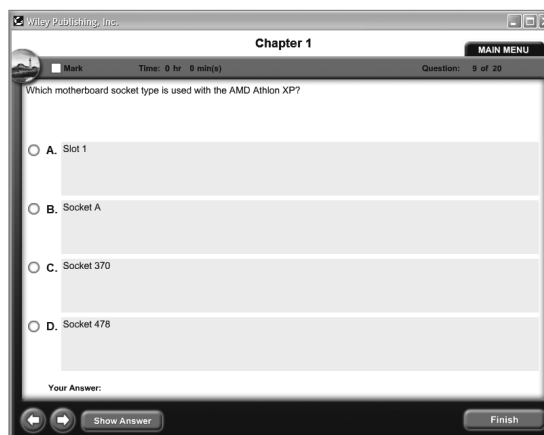 Wiley Publishing, Inc.
Chapter 1
MAIN MENU
Mark Time: 0 hr 0 min(s) Question: 9 of 20
Which motherboard socket type is used with the AMD Athlon XP?
A. Slot 1
B. Socket A
C. Socket 370
D. Socket 478
Your Answer:
Show Answer Finish